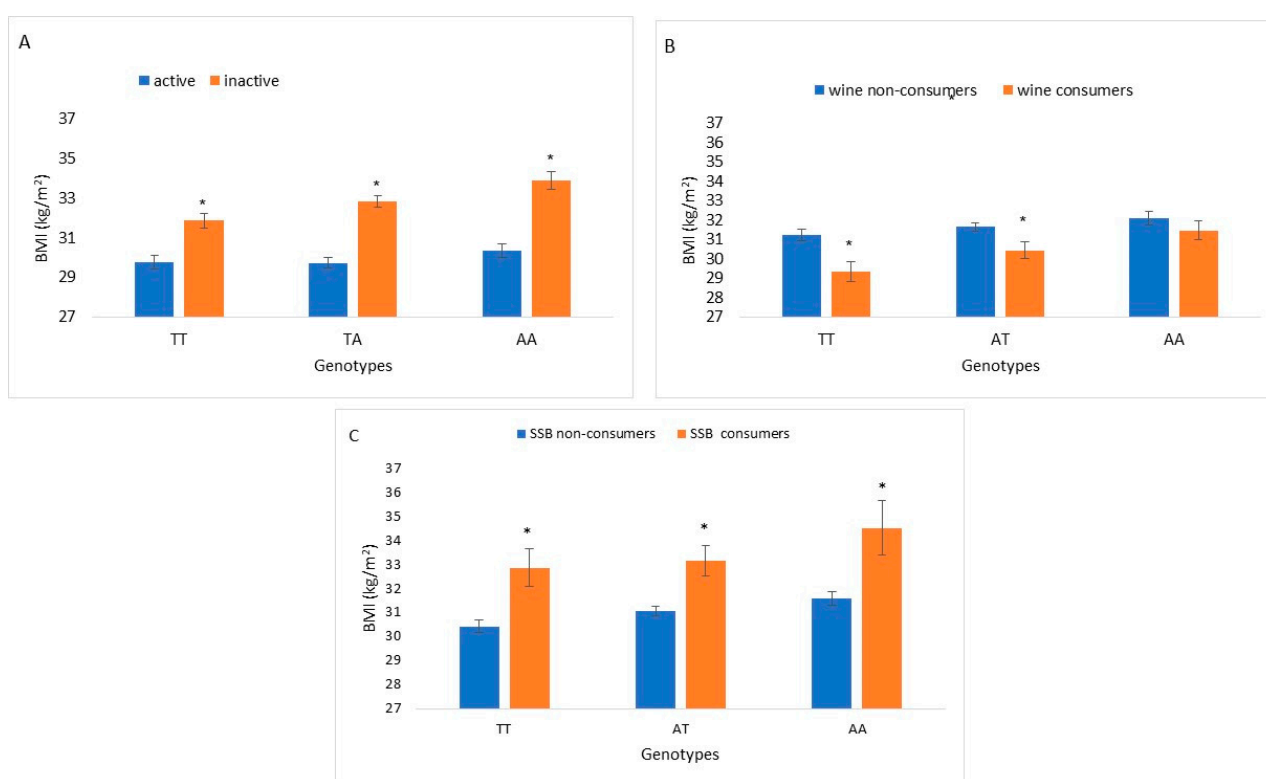 A
active inactive
37
*
35
*
33
*
31
29
27
BMI (kg/m²)
TT TA AA
Genotypes
B
wine non-consumers wine consumers
*
37
36
35
34
33
32
31
30
29
28
27
BMI (kg/m²)
* *
TT AT AA
Genotypes
C
SSB non-consumers SSB consumers
37
36
35
34
33
32
31
30
29
28
27
BMI (kg/m²)
* * *
TT AT AA
Genotypes